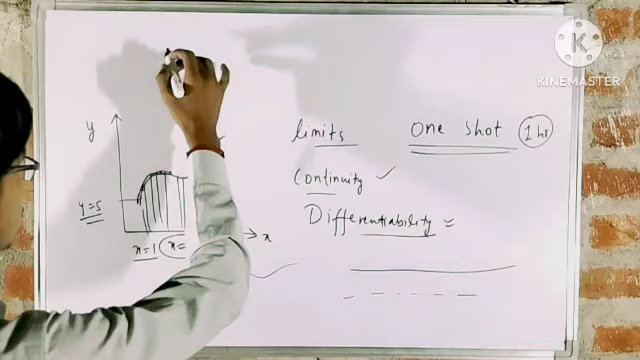 KINEMASTER
y
limits
one shot
1 hr
continuity
y=5
Differentiability
x=1
x=
x